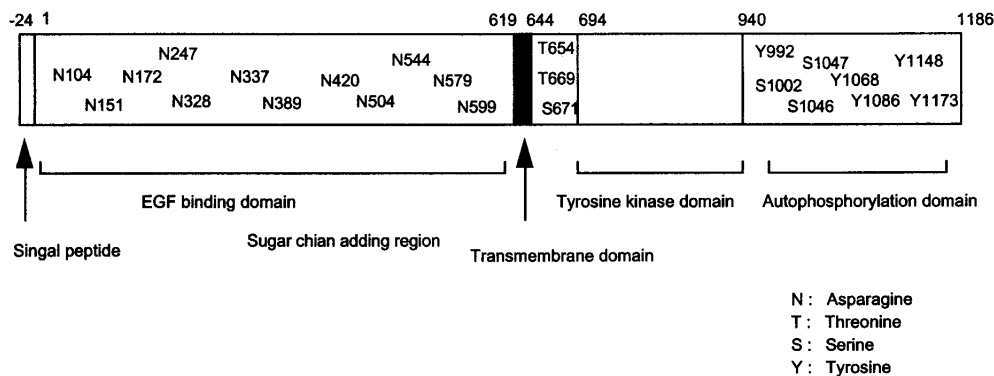 -24 1 619 644 694 940 1186
N247 N544 T654 Y992 S1047 Y1148
N104 N172 N337 N420 N579 T669 S1002 Y1068
N151 N328 N389 N504 N599 S671 S1046 Y1086 Y1173
EGF binding domain Tyrosine kinase domain Autophosphorylation domain
Singal peptide Sugar chian adding region Transmembrane domain
N : Asparagine
T : Threonine
S : Serine
Y : Tyrosine